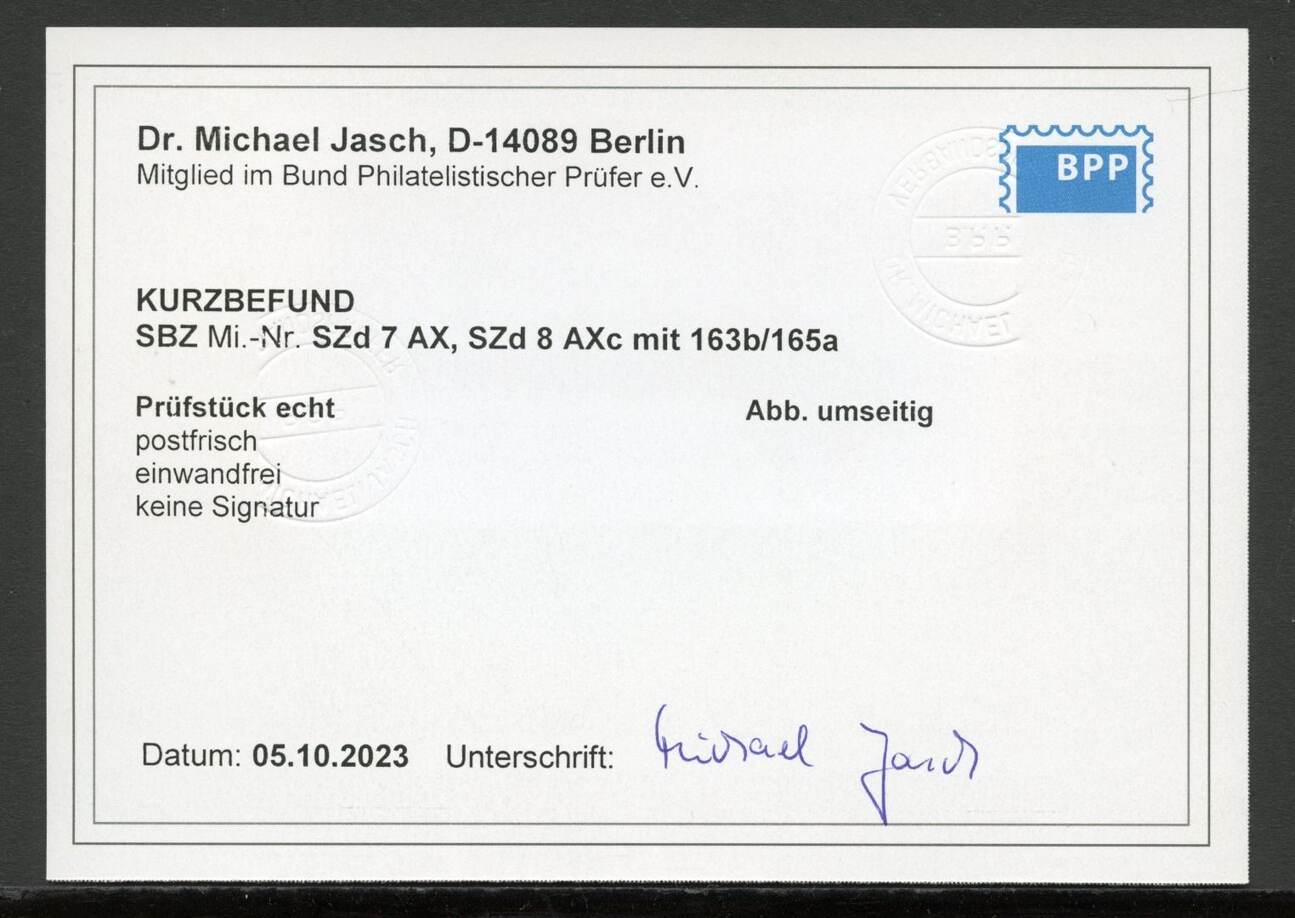 Dr. Michael Jasch, D-14089 Berlin
Mitglied im Bund Philatelistischer Prüfer e.V.
BPP
KURZBEFUND
SBZ Mi.-Nr. SZd 7 AX, SZd 8 AXc mit 163b/165a
Prüfstück echt
Abb. umseitig
postfrisch
einwandfrei
keine Signatur
Datum: 05.10.2023 Unterschrift: Michael Jasch